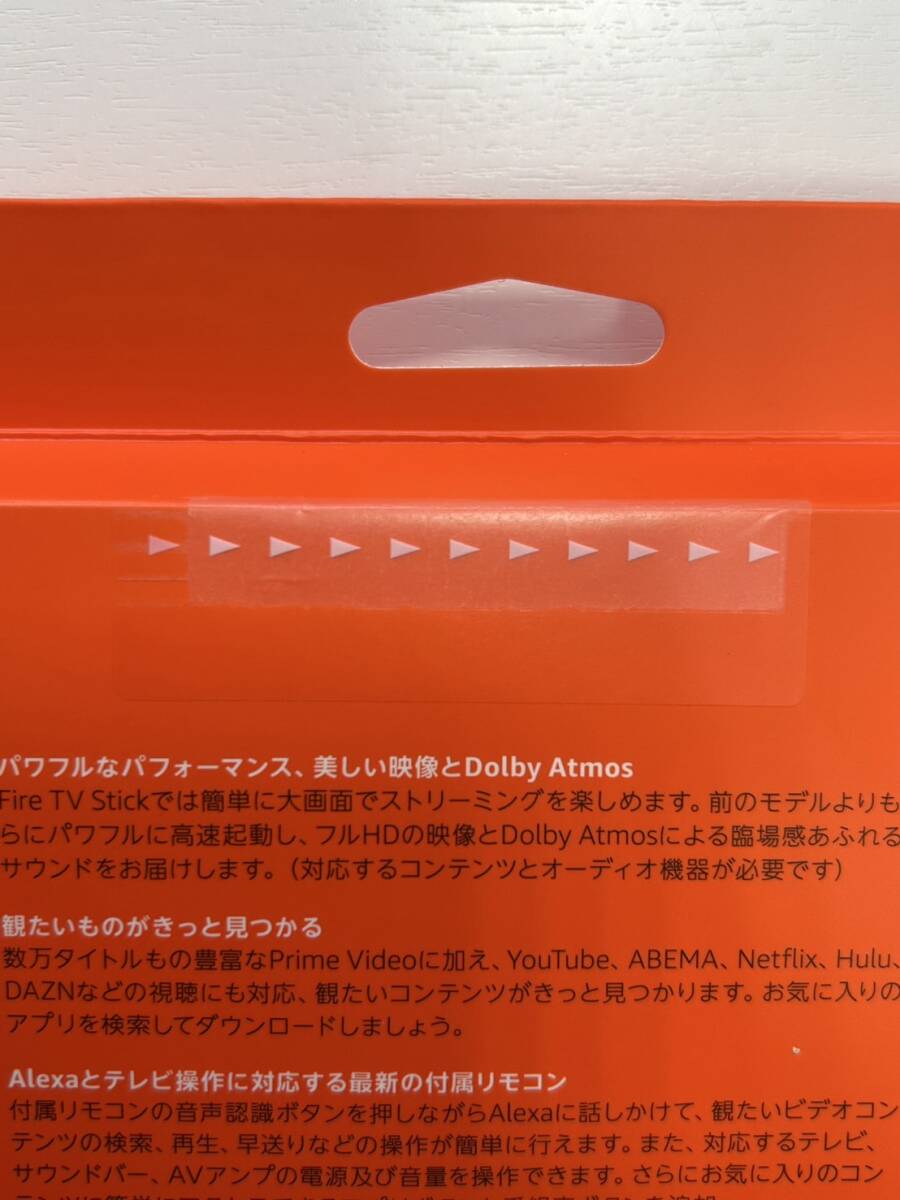 パワフルなパフォーマンス、美しい映像とDolby Atmos
Fire TV Stickでは簡単に大画面でストリーミングを楽しめます。前のモデルよりも
らにパワフルに高速起動し、フルHDの映像とDolby Atmosによる臨場感あふれる
サウンドをお届けします。（対応するコンテンツとオーディオ機器が必要です）
観たいものがきっと見つかる
数万タイトルもの豊富なPrime Videoに加え、YouTube、ABEMA、Netflix、Hulu、
DAZNなどの視聴にも対応、観たいコンテンツがきっと見つかります。お気に入りの
アプリを検索してダウンロードしましょう。
Alexaとテレビ操作に対応する最新の付属リモコン
付属リモコンの音声認識ボタンを押しながらAlexaに話しかけて、観たいビデオコン
テンツの検索、再生、早送りなどの操作が簡単に行えます。また、対応するテレビ、
サウンドバー、AVアンプの電源及び音量を操作できます。さらにお気に入りのコン